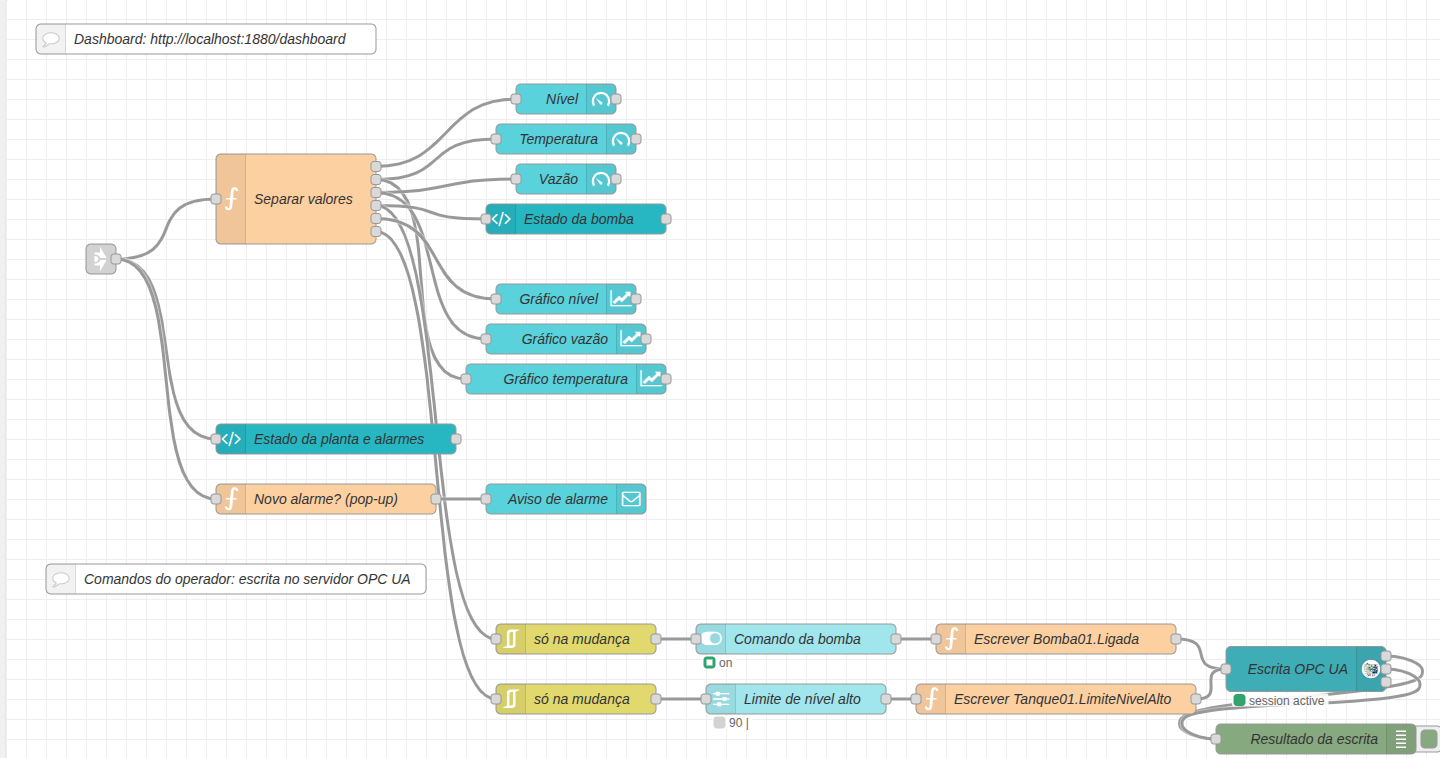 Dashboard: http://localhost:1880/dashboard
Nível
Temperatura
Vazão
Separar valores
Estado da bomba
Gráfico nível
Gráfico vazão
Gráfico temperatura
Estado da planta e alarmes
Novo alarme? (pop-up)
Aviso de alarme
Comandos do operador: escrita no servidor OPC UA
só na mudança
Comando da bomba
Escrever Bomba01.Ligada
on
Escrita OPC UA
só na mudança
Limite de nível alto
Escrever Tanque01.LimiteNivelAlto
session active
90 |
Resultado da escrita